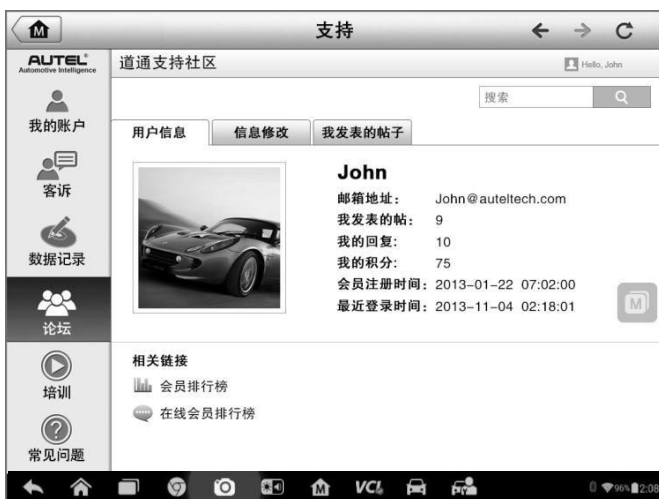 支持
AUTEL®
Automotive Intelligence
道通支持社区
Hello, John
搜索
我的账户
客诉
数据记录
论坛
培训
常见问题
用户信息
信息修改
我发表的帖子
John
邮箱地址: John@auteltech.com
我发表的帖: 9
我的回复: 10
我的积分: 75
会员注册时间: 2013-01-22 07:02:00
最近登录时间: 2013-11-04 02:18:01
相关链接
会员排行榜
在线会员排行榜
M
M
M
VCI
96% 2:08